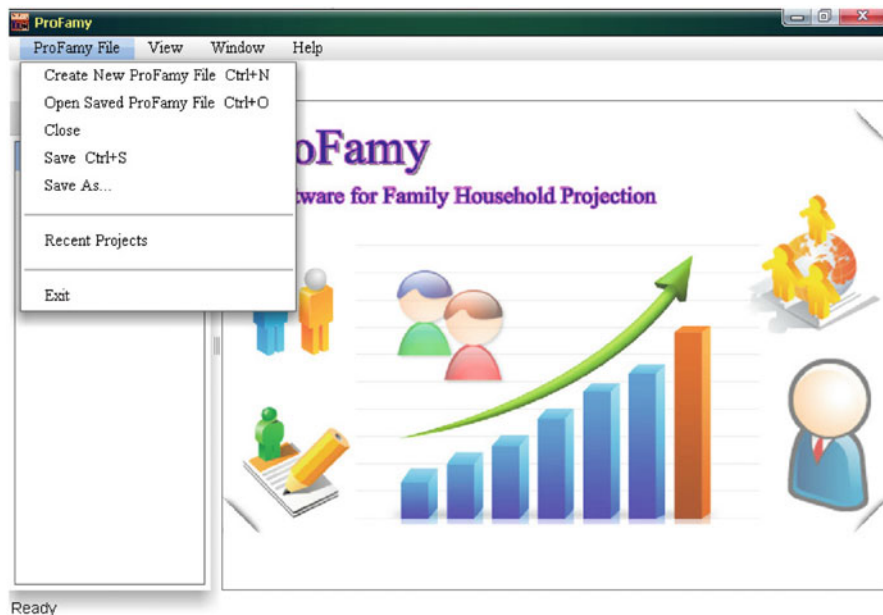 ProFamy
ProFamy File View Window Help
Create New ProFamy File Ctrl+N
Open Saved ProFamy File Ctrl+O
Close
Save Ctrl+S
Save As...
Recent Projects
Exit
oFamy
tware for Family Household Projection
Ready